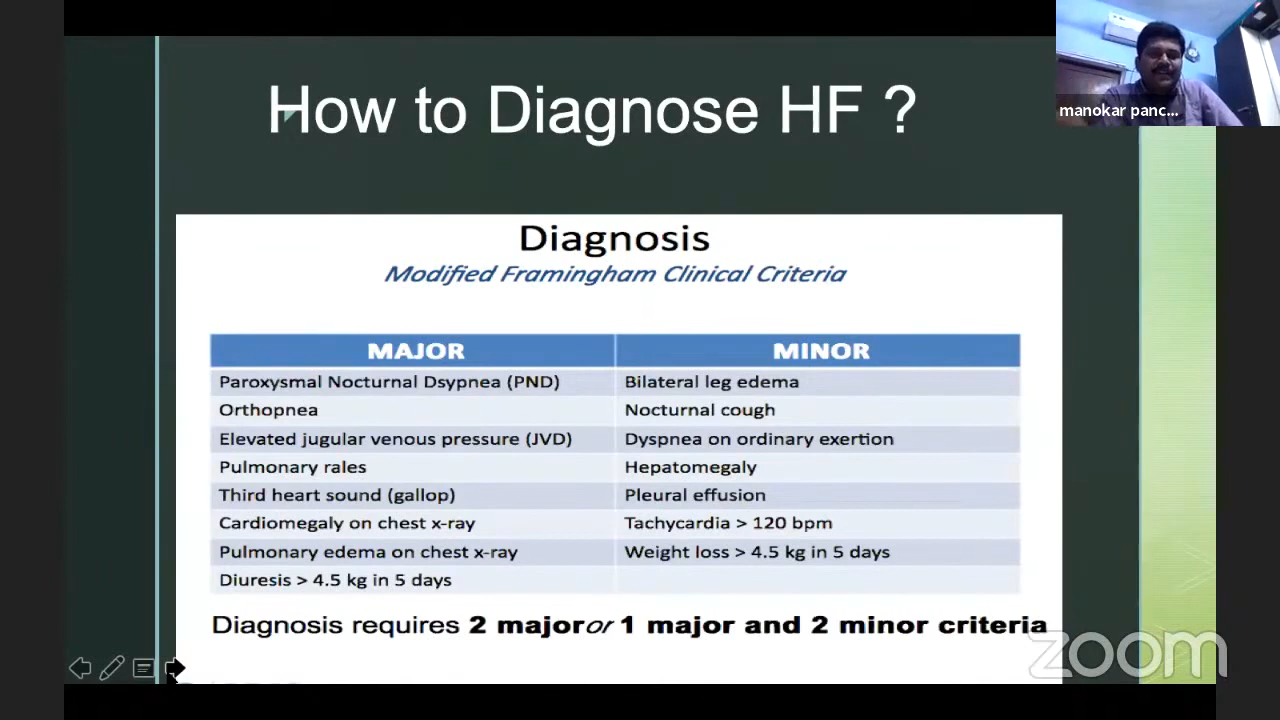 How to Diagnose HF ?
manokar panc...
Diagnosis
Modified Framingham Clinical Criteria
MAJOR MINOR
Paroxysmal Nocturnal Dsypnea (PND) Bilateral leg edema
Orthopnea Nocturnal cough
Elevated jugular venous pressure (JVD) Dyspnea on ordinary exertion
Pulmonary rales Hepatomegaly
Third heart sound (gallop) Pleural effusion
Cardiomegaly on chest x-ray Tachycardia > 120 bpm
Pulmonary edema on chest x-ray Weight loss > 4.5 kg in 5 days
Diuresis > 4.5 kg in 5 days
Diagnosis requires 2 major or 1 major and 2 minor criteria
zoom